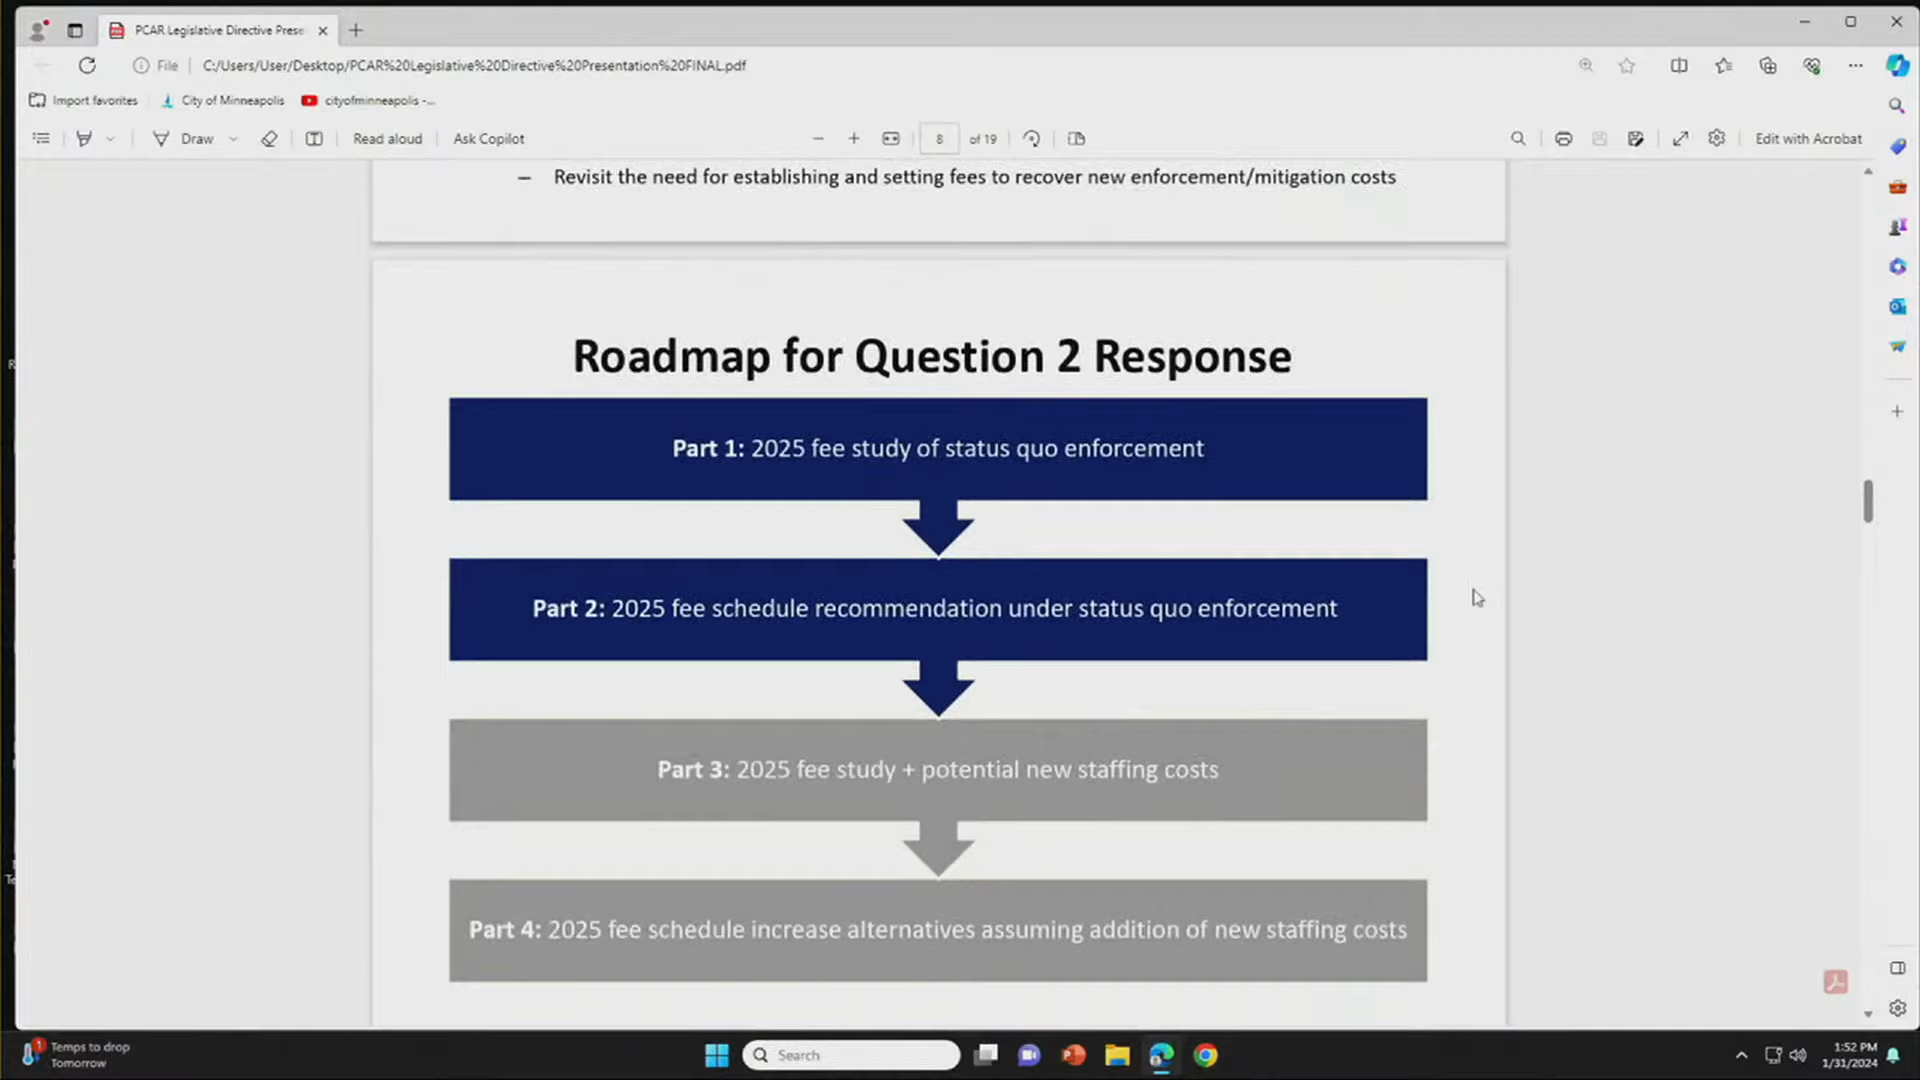 PCAR Legislative Directive Prese
File
C:/Users/User/Desktop/PCAR%20Legislative%20Directive%20Presentation%20FINAL.pdf
Import favorites
City of Minneapolis
cityofminneapolis -...
Draw
Read aloud
Ask Copilot
8
of 19
Edit with Acrobat
– Revisit the need for establishing and setting fees to recover new enforcement/mitigation costs
Roadmap for Question 2 Response
Part 1: 2025 fee study of status quo enforcement
Part 2: 2025 fee schedule recommendation under status quo enforcement
Part 3: 2025 fee study + potential new staffing costs
Part 4: 2025 fee schedule increase alternatives assuming addition of new staffing costs
1
Temps to drop
Tomorrow
Search
1:52 PM
1/31/2024